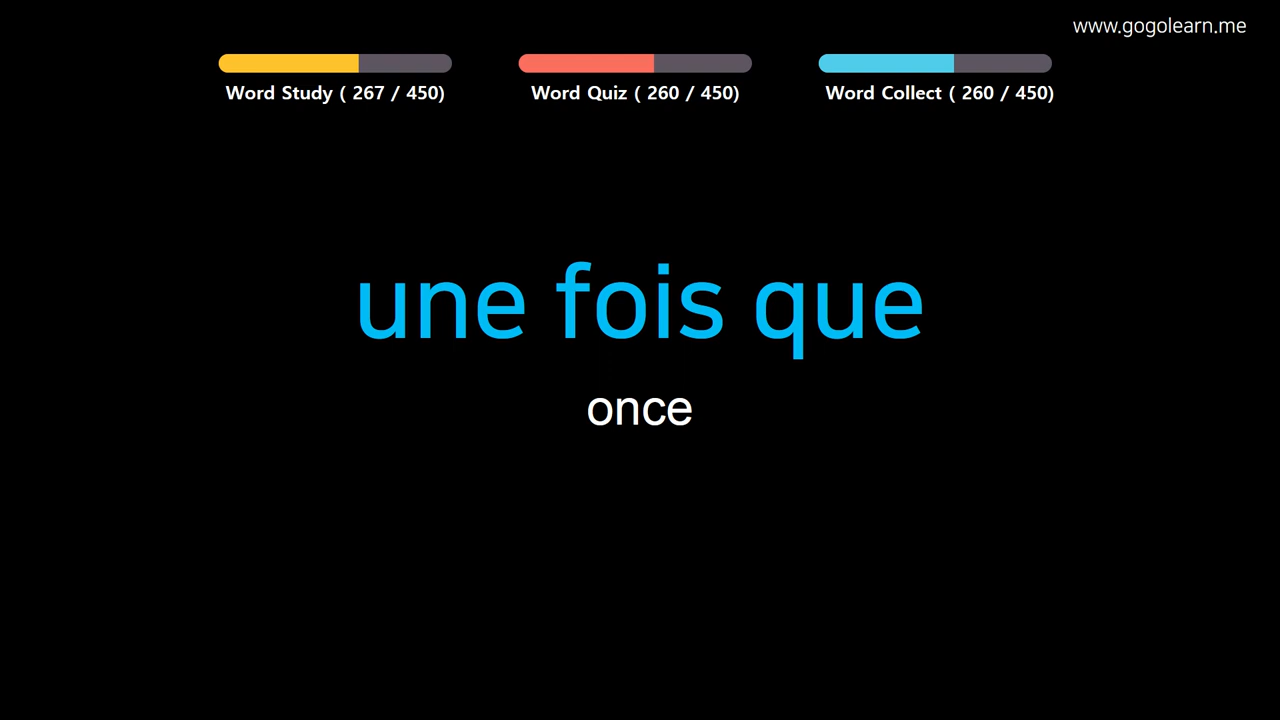 www.gogolearn.me
Word Study ( 267 / 450)
Word Quiz ( 260 / 450)
Word Collect ( 260 / 450)
une fois que
once